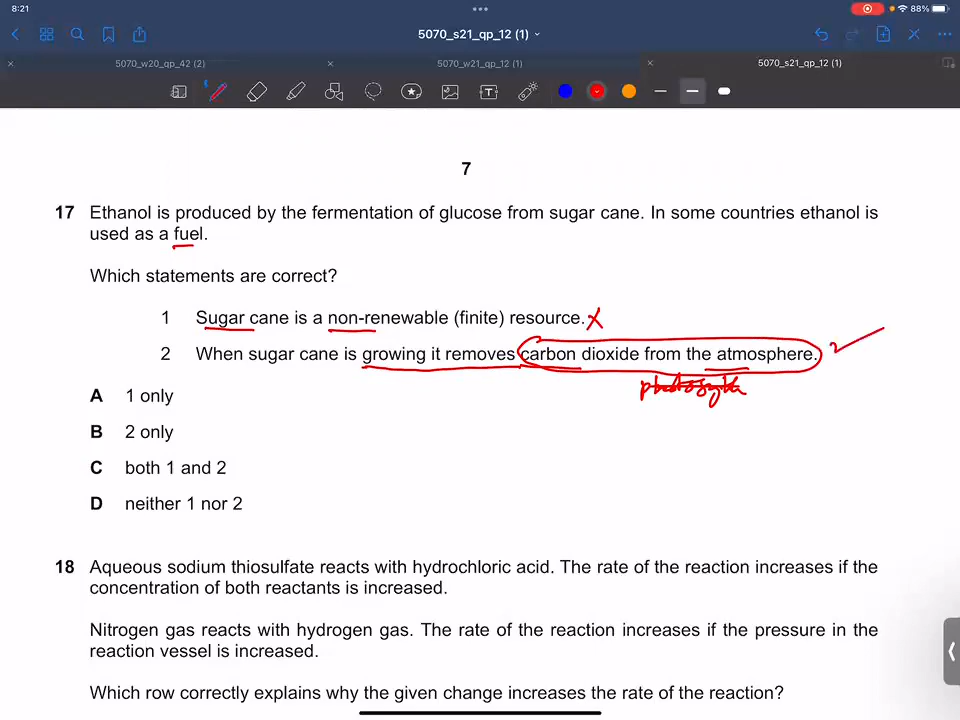 8:21
88%
5070_s21_qp_12 (1)
5070_w20_qp_42 (2)
5070_w21_qp_12 (1)
5070_s21_qp_12 (1)
7
17 Ethanol is produced by the fermentation of glucose from sugar cane. In some countries ethanol is
used as a fuel.
Which statements are correct?
1 Sugar cane is a non-renewable (finite) resource.
2 When sugar cane is growing it removes carbon dioxide from the atmosphere.
A 1 only
B 2 only
C both 1 and 2
D neither 1 nor 2
18 Aqueous sodium thiosulfate reacts with hydrochloric acid. The rate of the reaction increases if the
concentration of both reactants is increased.
Nitrogen gas reacts with hydrogen gas. The rate of the reaction increases if the pressure in the
reaction vessel is increased.
Which row correctly explains why the given change increases the rate of the reaction?